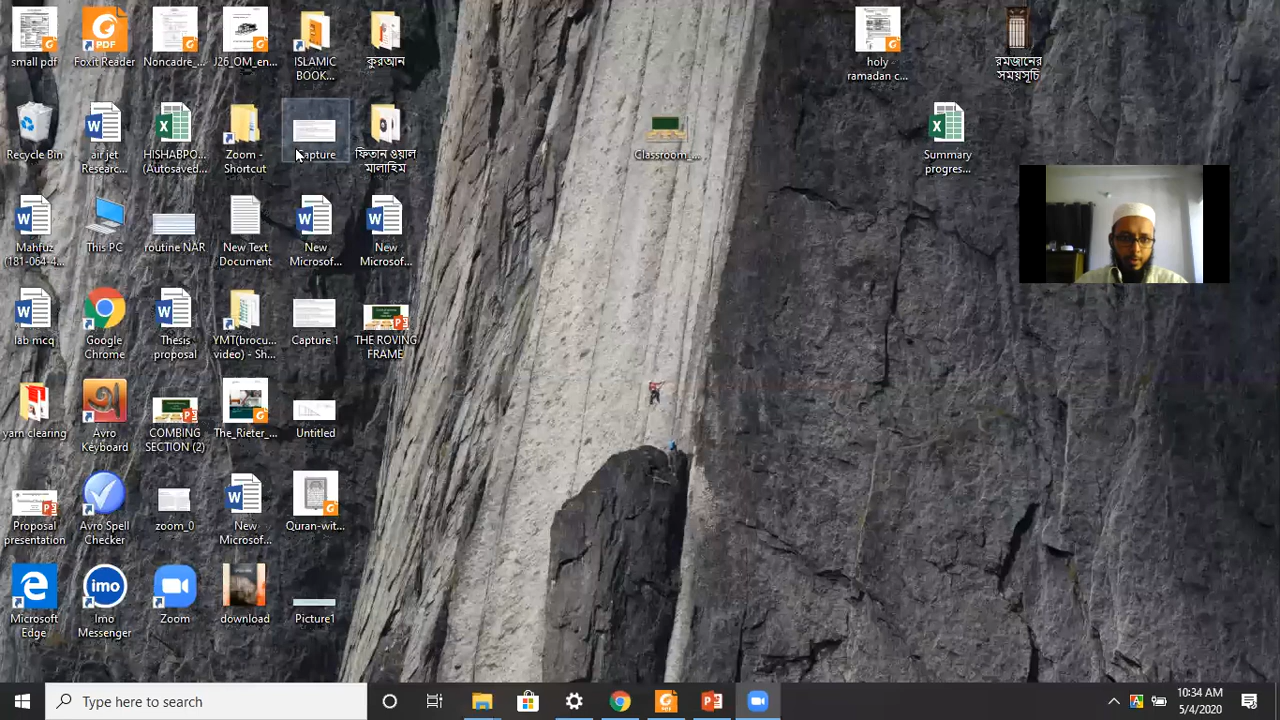 small pdf
Foxit Reader
Noncadre_...
J26_OM_en...
ISLAMIC
BOOK...
কুরআন
holy
ramadan c...
রমজানের
সময়সূচি
Recycle Bin
air jet
Researc...
HISHABPO...
(Autosaved...
Zoom -
Shortcut
Capture
ফিতান ওয়াল
মালাহিম
Classroom_...
Summary
progres...
Mahfuz
(181-064-4...
This PC
routine NAR
New Text
Document
New
Microsof...
New
Microsof...
lab mcq
Google
Chrome
Thesis
proposal
YMT(brocu...
video) - Sh...
Capture 1
THE ROVING
FRAME
yarn clearing
Avro
Keyboard
COMBING
SECTION (2)
The_Rieter_...
Untitled
Proposal
presentation
Avro Spell
Checker
zoom_0
New
Microsof...
Quran-wit...
Microsoft
Edge
imo
Imo
Messenger
Zoom
download
Picture1
Type here to search
10:34 AM
5/4/2020